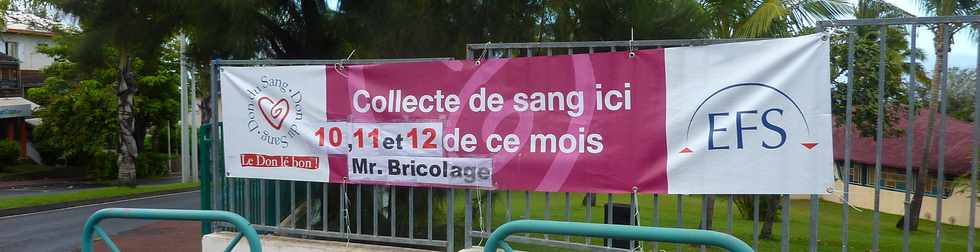 Don du Sang · Don du Sang ·
Le Don lé bon !
Collecte de sang ici
10, 11 et 12 de ce mois
Mr. Bricolage
EFS